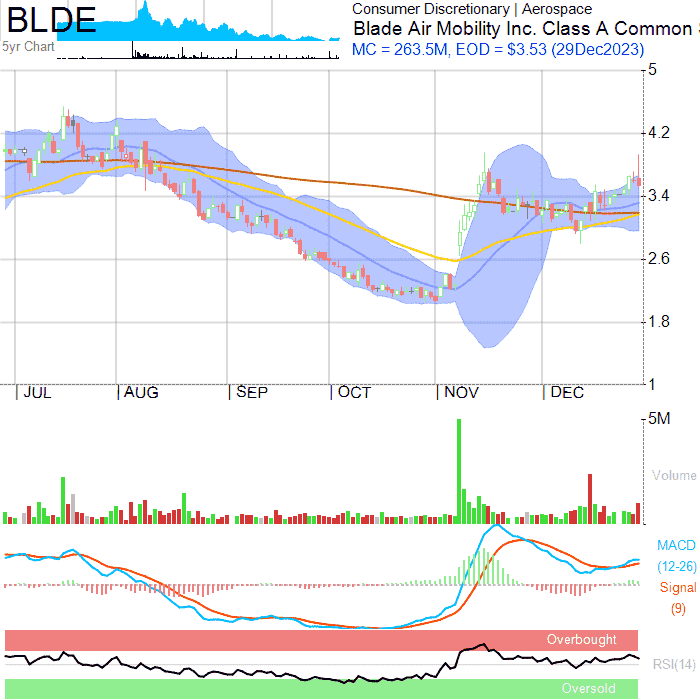 BLDE
Consumer Discretionary | Aerospace
Blade Air Mobility Inc. Class A Common
5yr Chart
MC = 263.5M, EOD = $3.53 (29Dec2023)
5
4.2
3.4
2.6
1.8
1
| JUL | AUG | SEP | OCT | NOV | DEC
5M
Volume
MACD
(12-26)
Signal
(9)
Overbought
RSI(14)
Oversold